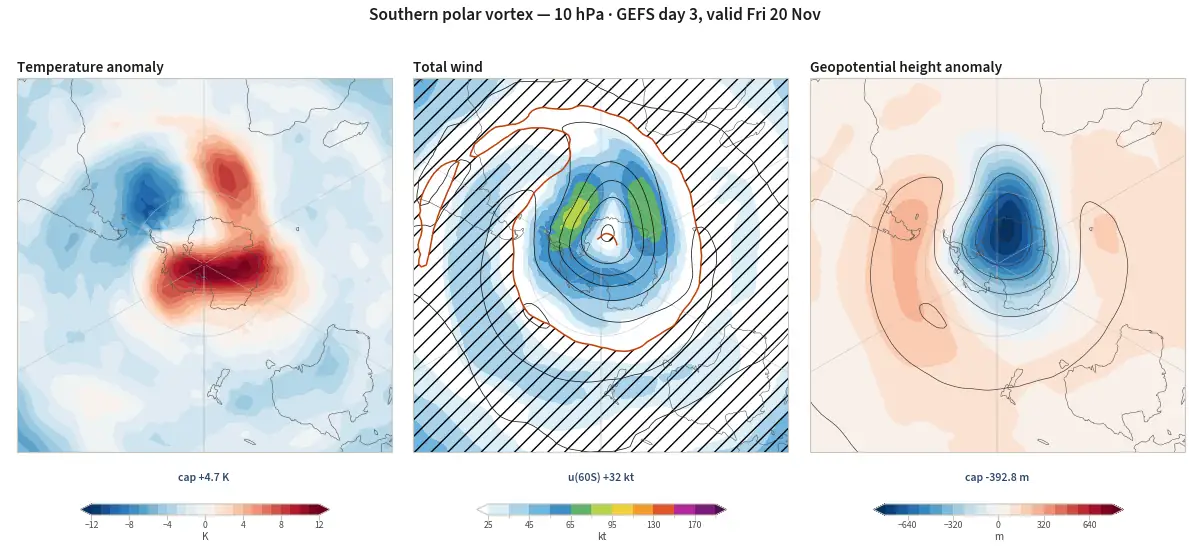 Southern polar vortex — 10 hPa · GEFS day 3, valid Fri 20 Nov
Temperature anomaly
Total wind
Geopotential height anomaly
cap +4.7 K
u(60S) +32 kt
cap -392.8 m
−12 −8 −4 0 4 8 12
K
25 45 65 95 130 170
kt
−640 −320 0 320 640
m